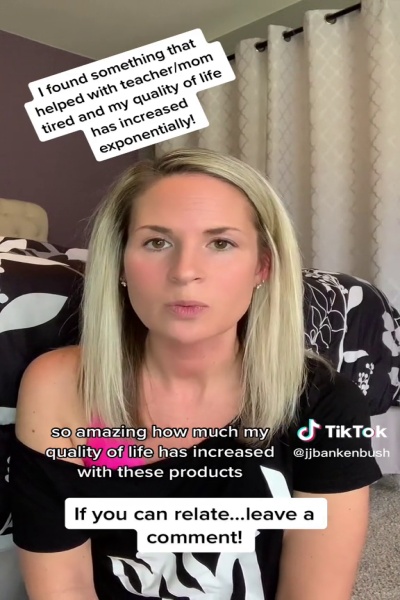 I found something that
helped with teacher/mom
tired and my quality of life
has increased
exponentially!
so amazing how much my
quality of life has increased
with these products
TikTok
@jjbankenbush
If you can relate...leave a
comment!